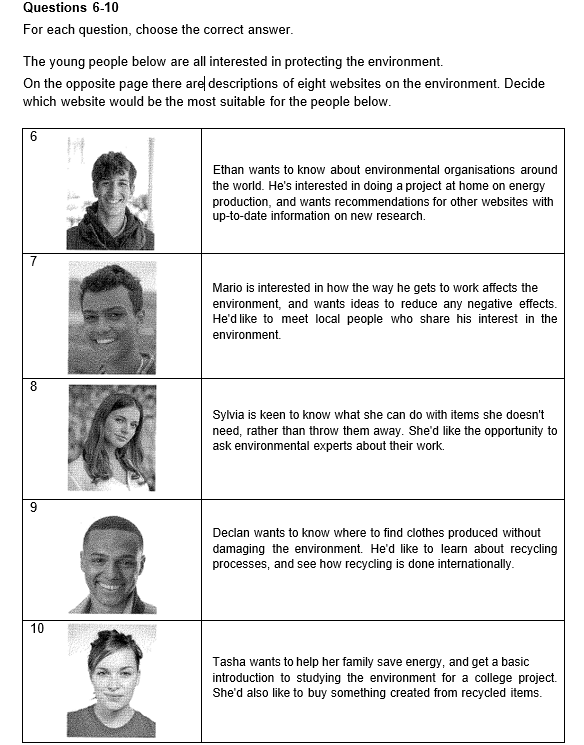 Questions 6-10
For each question, choose the correct answer.
The young people below are all interested in protecting the environment.
On the opposite page there are descriptions of eight websites on the environment. Decide
which website would be the most suitable for the people below.
6
Ethan wants to know about environmental organisations around
the world. He's interested in doing a project at home on energy
production, and wants recommendations for other websites with
up-to-date information on new research.
7
Mario is interested in how the way he gets to work affects the
environment, and wants ideas to reduce any negative effects.
He'd like to meet local people who share his interest in the
environment.
8
Sylvia is keen to know what she can do with items she doesn't
need, rather than throw them away. She'd like the opportunity to
ask environmental experts about their work.
9
Declan wants to know where to find clothes produced without
damaging the environment. He'd like to learn about recycling
processes, and see how recycling is done internationally.
10
Tasha wants to help her family save energy, and get a basic
introduction to studying the environment for a college project.
She'd also like to buy something created from recycled items.